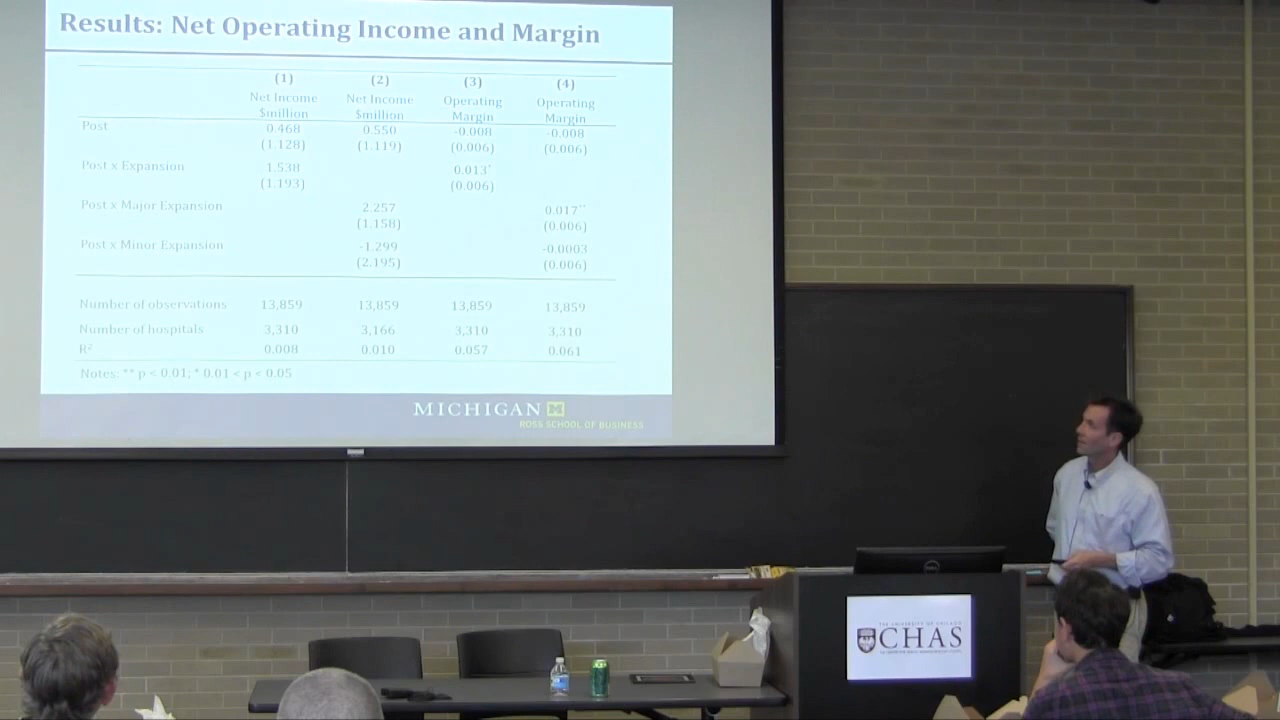 Results: Net Operating Income and Margin
(1) (2) (3) (4)
Net Income Net Income Operating Operating
$million $million Margin Margin
Post 0.468 0.550 -0.008 -0.008
(1.128) (1.119) (0.006) (0.006)
Post x Expansion 1.538 0.013*
(1.193) (0.006)
Post x Major Expansion 2.257 0.017**
(1.158) (0.006)
Post x Minor Expansion -1.299 -0.0003
(2.195) (0.006)
Number of observations 13,859 13,859 13,859 13,859
Number of hospitals 3,310 3,166 3,310 3,310
R² 0.008 0.010 0.057 0.061
Notes: ** p < 0.01; * 0.01 < p < 0.05
MICHIGAN
ROSS SCHOOL OF BUSINESS
DELL
THE UNIVERSITY OF CHICAGO
CHAS